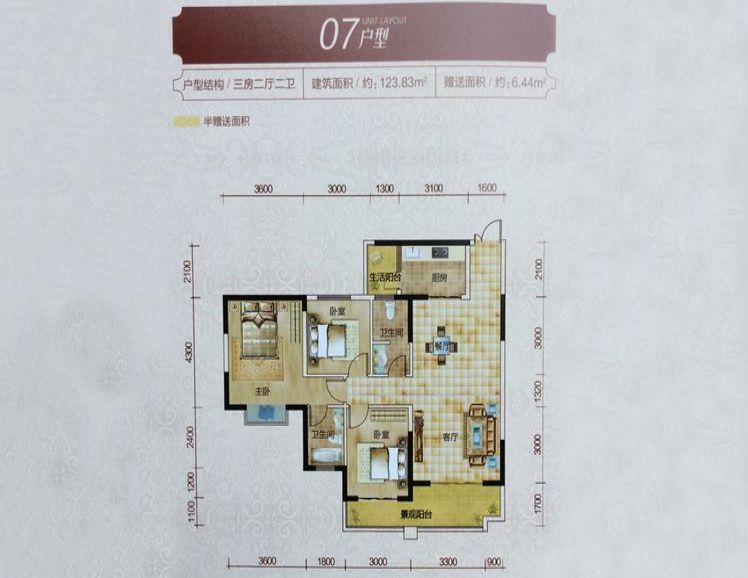 07户型
UNIT LAYOUT
户型结构 / 三房二厅二卫
建筑面积 / 约: 123.83m²
赠送面积 / 约: 6.44m²
半赠送面积
3600 3000 1300 3100 1600
2100 4300 2400 1200 1100
2100 3000 1320 3000 1700
生活阳台
厨房
卧室
卫生间
餐厅
主卧
卫生间
卧室
客厅
景观阳台
3600 1800 3000 3300 900